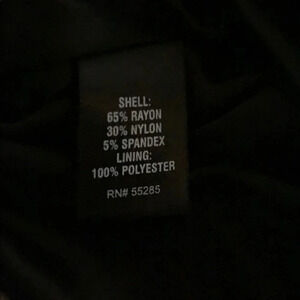 SHELL:
65% RAYON
30% NYLON
5% SPANDEX
LINING:
100% POLYESTER
RN# 55285